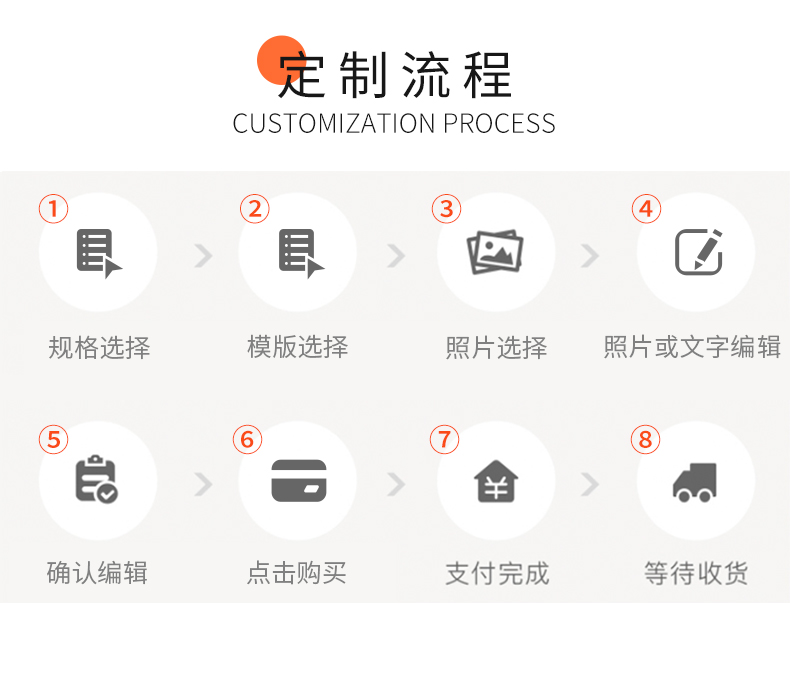 定制流程
CUSTOMIZATION PROCESS
① ② ③ ④
规格选择 模版选择 照片选择 照片或文字编辑
⑤ ⑥ ⑦ ⑧
确认编辑 点击购买 支付完成 等待收货